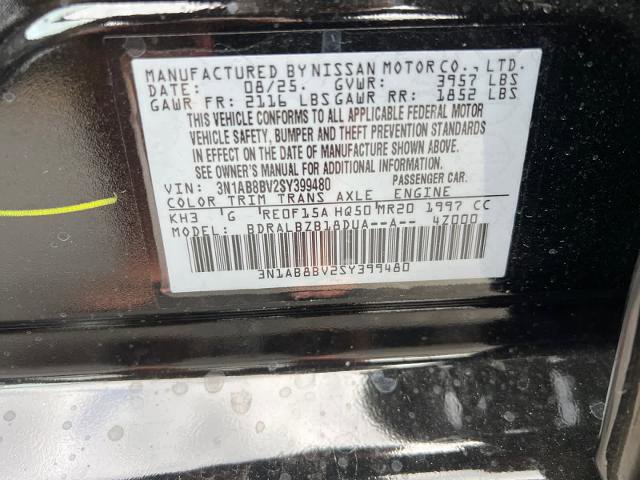 MANUFACTURED BY NISSAN MOTOR CO., LTD.
DATE: 08/25. GVWR: 3957 LBS
GAWR FR: 2116 LBS GAWR RR: 1852 LBS
THIS VEHICLE CONFORMS TO ALL APPLICABLE FEDERAL MOTOR
VEHICLE SAFETY, BUMPER AND THEFT PREVENTION STANDARDS
IN EFFECT ON THE DATE OF MANUFACTURE SHOWN ABOVE.
SEE OWNER'S MANUAL FOR ADDITIONAL INFORMATION.
VIN: 3N1AB8BV2SY399480 PASSENGER CAR.
COLOR TRIM TRANS AXLE ENGINE
KH3 G RE0F15A HQ50 MR20 1997 CC
MODEL: BDRALBZB18DUA--A-- 4Z000
3N1AB8BV2SY399480